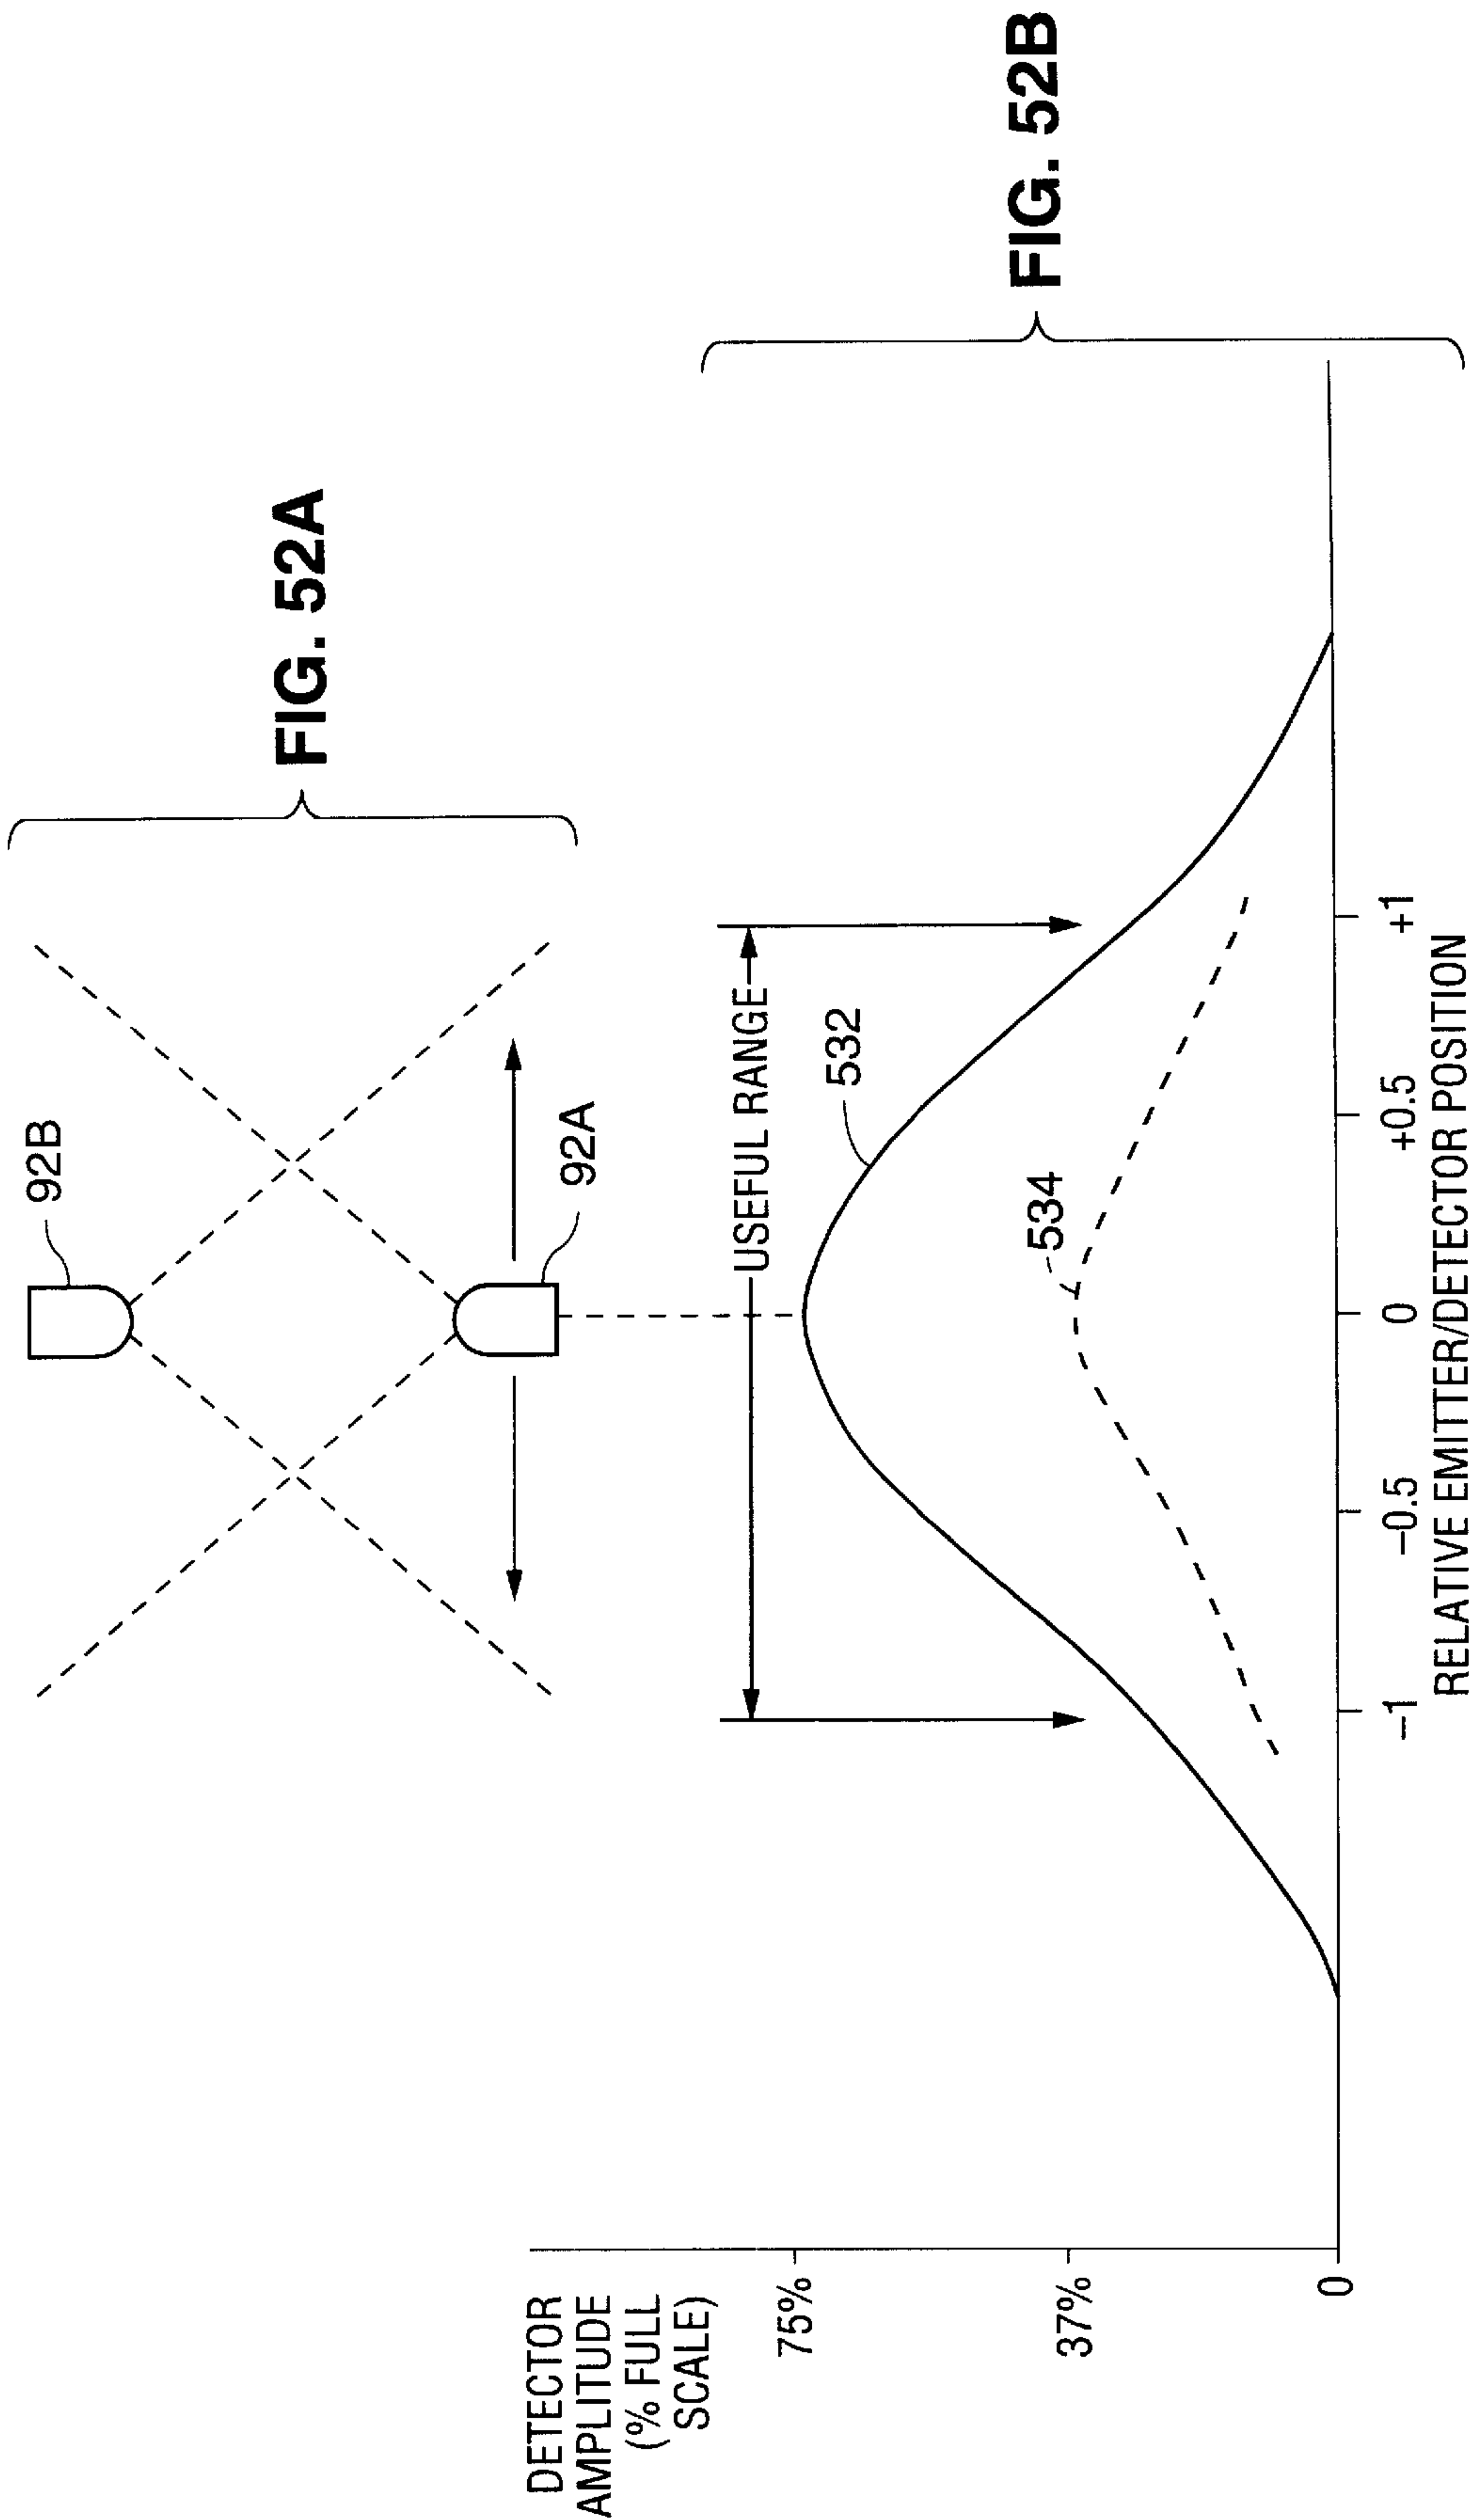 92B
92A
FIG. 52A
DETECTOR
AMPLITUDE
(% FULL
SCALE)
75%
37%
0
USEFUL RANGE
532
534
-1
-0.5
0
+0.5
+1
RELATIVE EMITTER/DETECTOR POSITION
FIG. 52B